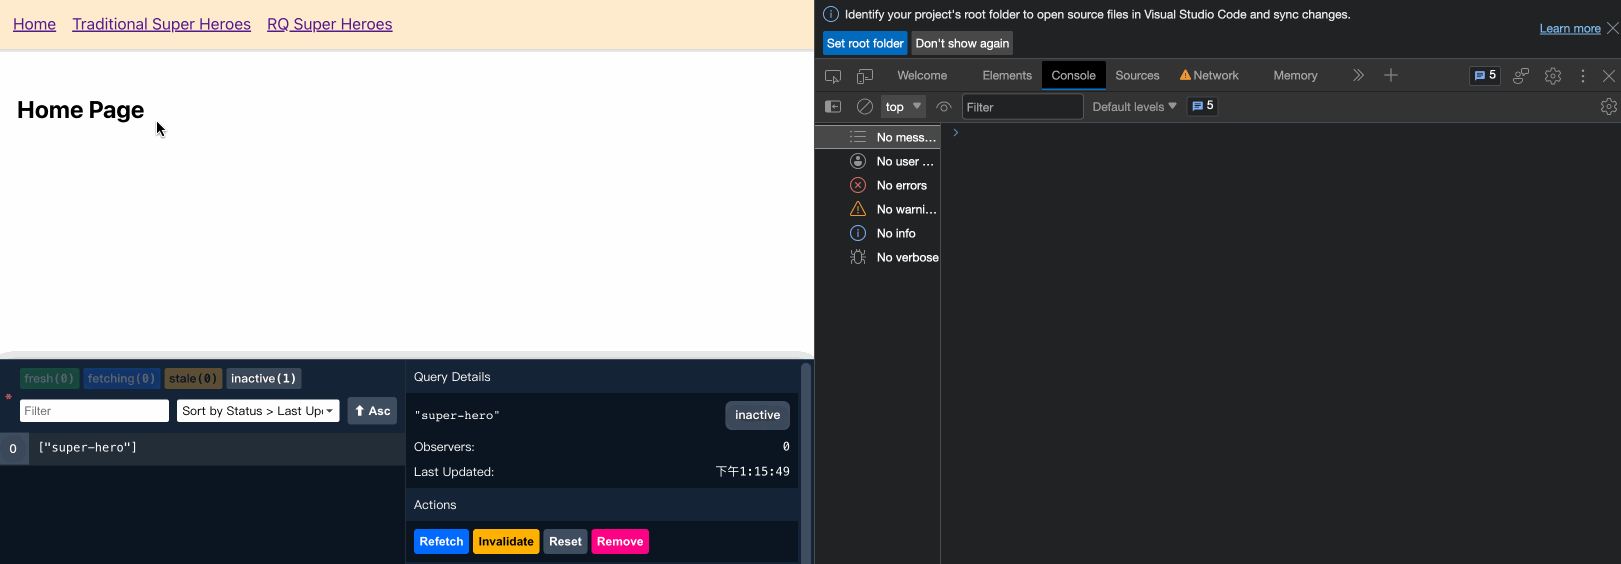 Home Traditional Super Heroes RQ Super Heroes
Home Page
fresh(0) fetching(0) stale(0) inactive(1)
* Filter Sort by Status > Last Up Asc
0 ["super-hero"]
Query Details
"super-hero" inactive
Observers: 0
Last Updated: 下午1:15:49
Actions
Refetch Invalidate Reset Remove
Identify your project's root folder to open source files in Visual Studio Code and sync changes.
Learn more
Set root folder Don't show again
Welcome Elements Console Sources Network Memory 5
top Filter Default levels 5
No mess...
No user ...
No errors
No warni...
No info
No verbose